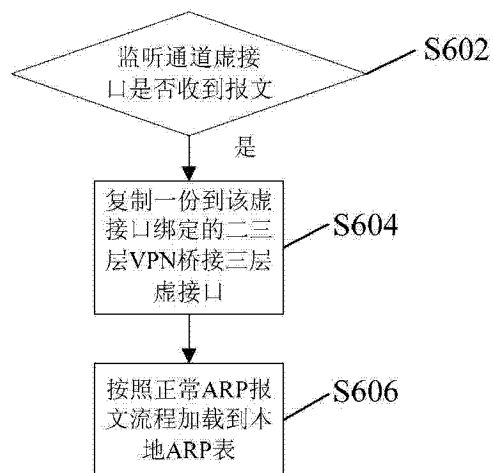 监听通道虚接
口是否收到报文
S602
是
复制一份到该虚
接口绑定的二三
层VPN桥接三层
虚接口
S604
按照正常ARP报
文流程加载到本
地ARP表
S606